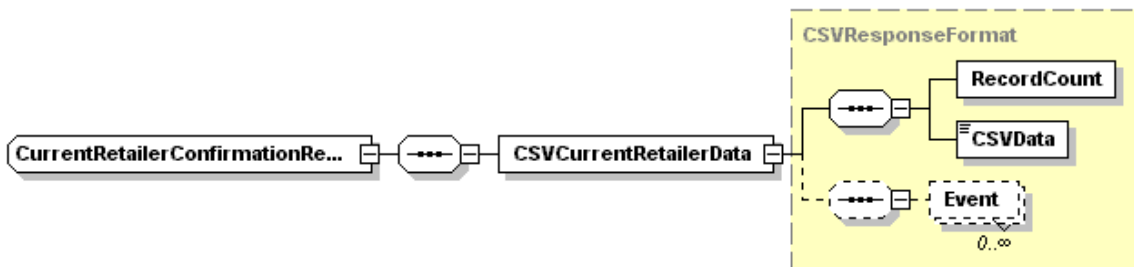 CSVResponseFormat
RecordCount
CurrentRetailerConfirmationRe...
CSVCurrentRetailerData
CSVData
Event
0..∞